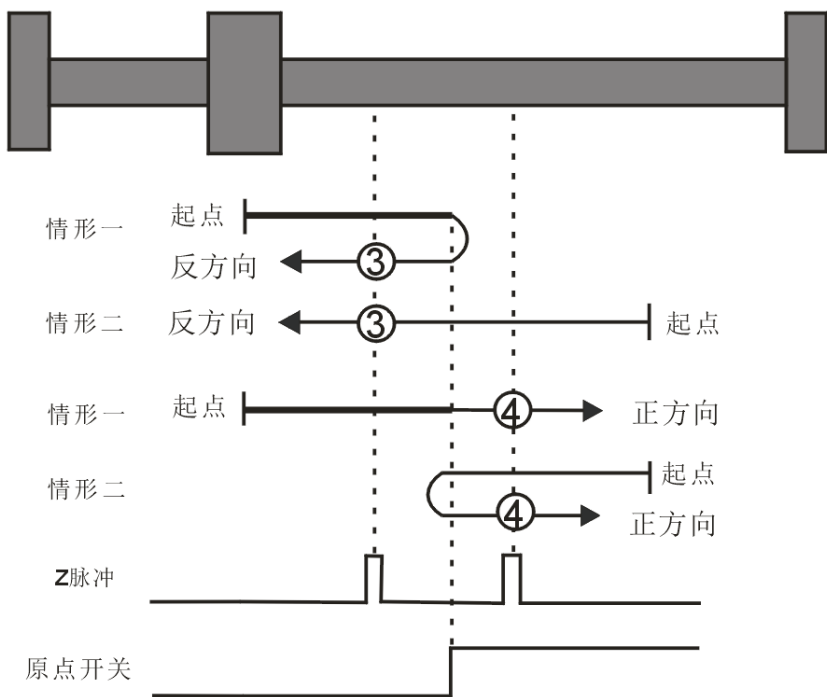 情形一
起点
反方向
③
情形二
反方向
③
起点
情形一
起点
④
正方向
情形二
起点
④
正方向
Z脉冲
原点开关